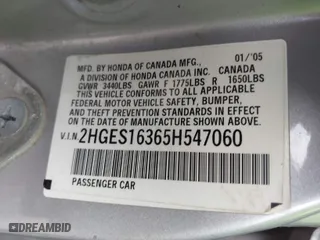 MFD. BY HONDA OF CANADA MFG., 01/'05
A DIVISION OF HONDA CANADA INC. CANADA
GVWR 3440LBS GAWR F 1775LBS R 1650LBS
THIS VEHICLE CONFORMS TO ALL APPLICABLE
FEDERAL MOTOR VEHICLE SAFETY, BUMPER,
AND THEFT PREVENTION STANDARDS IN EFFECT
ON THE DATE OF MANUFACTURE SHOWN ABOVE.
V.I.N. 2HGES16365H547060
PASSENGER CAR
DREAMBID